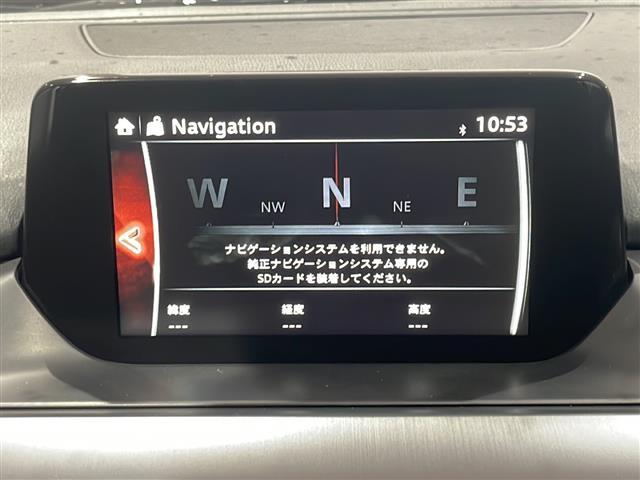 Navigation 10:53
W NW N NE E
ナビゲーションシステムを利用できません。
純正ナビゲーションシステム専用の
SDカードを装着してください。
緯度 経度 高度
--- --- ---